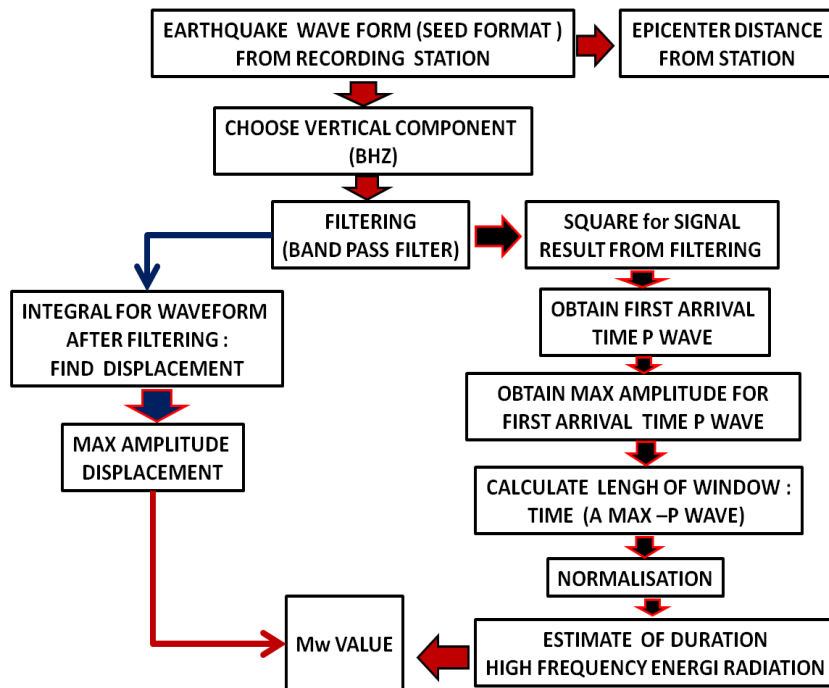 EARTHQUAKE WAVE FORM (SEED FORMAT )
FROM RECORDING STATION
EPICENTER DISTANCE
FROM STATION
CHOOSE VERTICAL COMPONENT
(BHZ)
FILTERING
(BAND PASS FILTER)
SQUARE for SIGNAL
RESULT FROM FILTERING
INTEGRAL FOR WAVEFORM
AFTER FILTERING :
FIND DISPLACEMENT
OBTAIN FIRST ARRIVAL
TIME P WAVE
OBTAIN MAX AMPLITUDE FOR
FIRST ARRIVAL TIME P WAVE
MAX AMPLITUDE
DISPLACEMENT
CALCULATE LENGH OF WINDOW :
TIME (A MAX –P WAVE)
NORMALISATION
Mw VALUE
ESTIMATE OF DURATION
HIGH FREQUENCY ENERGI RADIATION